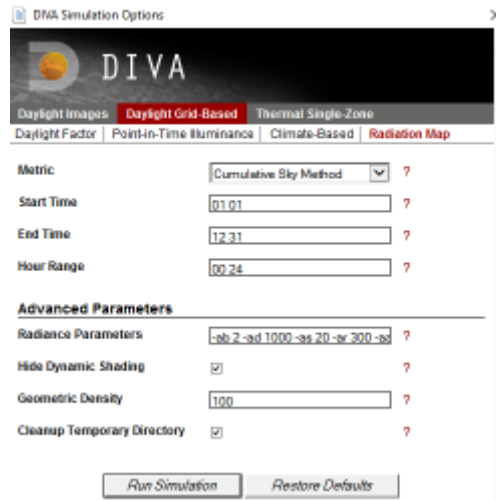 DIVA Simulation Options
DIVA
Daylight Images Daylight Grid-Based Thermal Single-Zone
Daylight Factor Point-in-Time Illuminance Climate-Based Radiation Map
Metric Cumulative Sky Method ?
Start Time 01 01 ?
End Time 12 31 ?
Hour Range 00 24 ?
Advanced Parameters
Radiance Parameters -ab 2 -ad 1000 -as 20 -ar 300 -aa ?
Hide Dynamic Shading ?
Geometric Density 100 ?
Cleanup Temporary Directory ?
Run Simulation Restore Defaults